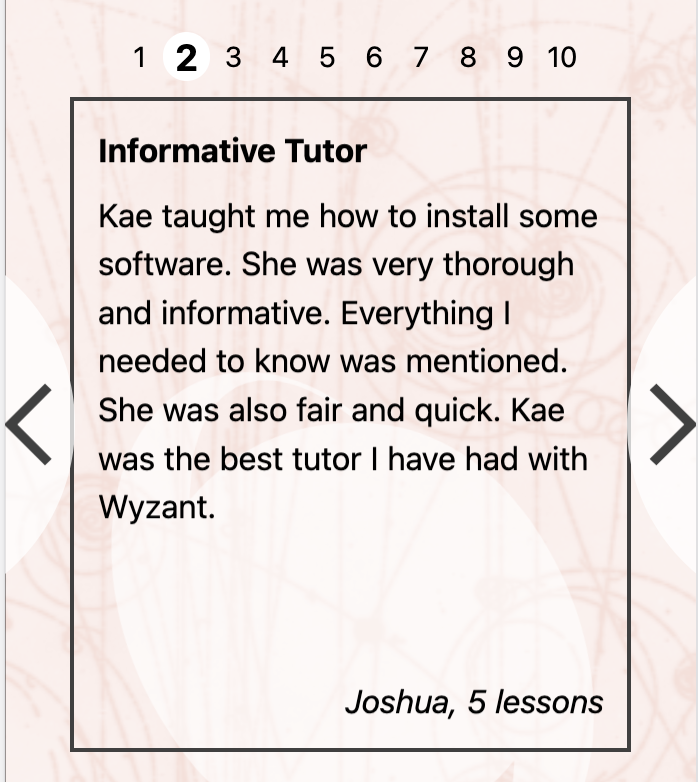 1 2 3 4 5 6 7 8 9 10
Informative Tutor
Kae taught me how to install some
software. She was very thorough
and informative. Everything I
needed to know was mentioned.
She was also fair and quick. Kae
was the best tutor I have had with
Wyzant.
Joshua, 5 lessons